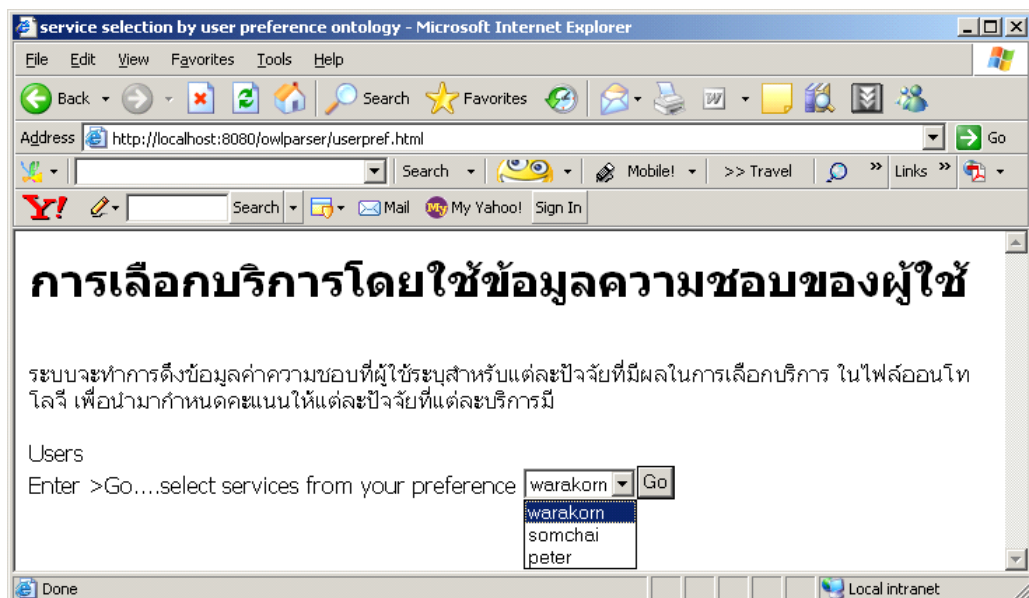 service selection by user preference ontology - Microsoft Internet Explorer
File Edit View Favorites Tools Help
Back Search Favorites
Address http://localhost:8080/owlparser/userpref.html Go
Search Mobile! >> Travel » Links »
Y! Search Mail My My Yahoo! Sign In
การเลือกบริการโดยใช้ข้อมูลความชอบของผู้ใช้
ระบบจะทำการดึงข้อมูลค่าความชอบที่ผู้ใช้ระบุสำหรับแต่ละปัจจัยที่มีผลในการเลือกบริการ ในไฟล์ออนโท
โลจี เพื่อนำมากำหนดคะแนนให้แต่ละปัจจัยที่แต่ละบริการมี
Users
Enter >Go....select services from your preference warakorn Go
warakorn
somchai
peter
Done Local intranet